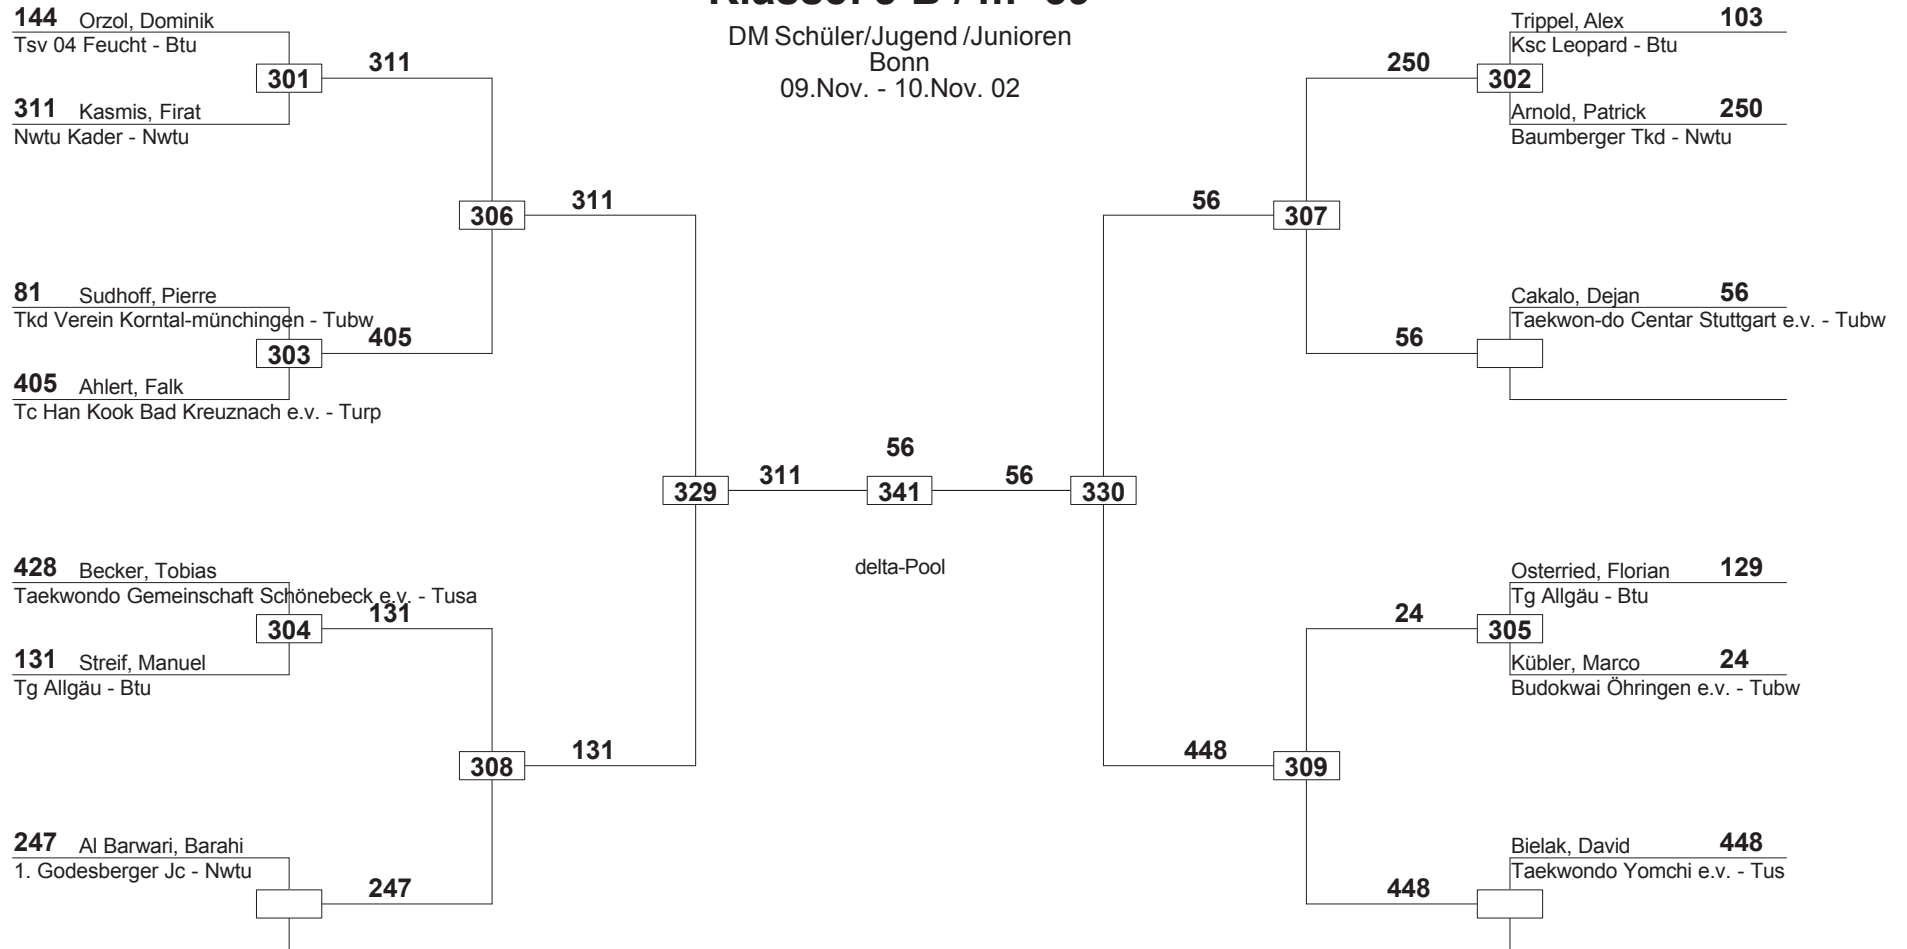 DM Schüler/Jugend /Junioren
Bonn
09.Nov. - 10.Nov. 02
144 Orzol, Dominik
Tsv 04 Feucht - Btu
301
311
311 Kasmis, Firat
Nwtu Kader - Nwtu
306
311
81 Sudhoff, Pierre
Tkd Verein Korntal-münchingen - Tubw
303
405
405 Ahlert, Falk
Tc Han Kook Bad Kreuznach e.v. - Turp
428 Becker, Tobias
Taekwondo Gemeinschaft Schönebeck e.v. - Tusa
304
131
131 Streif, Manuel
Tg Allgäu - Btu
308
131
247 Al Barwari, Barahi
1. Godesberger Jc - Nwtu
247
329
311
56
341
56
330
delta-Pool
Trippel, Alex 103
Ksc Leopard - Btu
250
302
Arnold, Patrick 250
Baumberger Tkd - Nwtu
56
307
Cakalo, Dejan 56
Taekwon-do Centar Stuttgart e.v. - Tubw
56
Osterried, Florian 129
Tg Allgäu - Btu
24
305
Kübler, Marco 24
Budokwai Öhringen e.v. - Tubw
448
309
Bielak, David 448
Taekwondo Yomchi e.v. - Tus
448